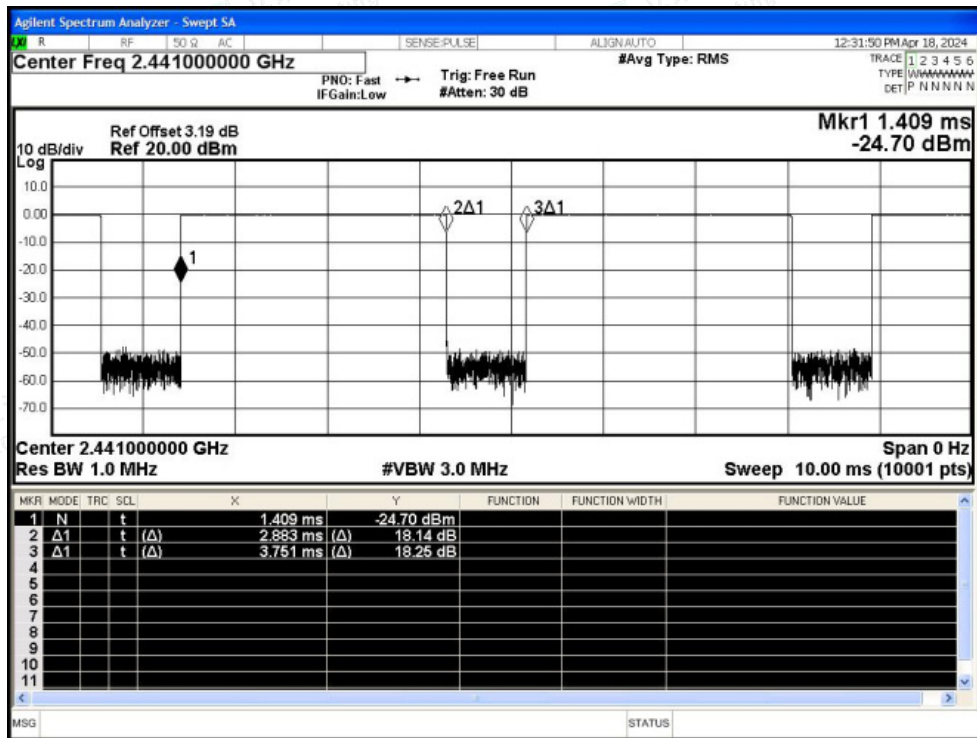 Agilent Spectrum Analyzer - Swept SA
LXI R RF 50 Ω AC SENSE:PULSE ALIGNAUTO 12:31:50 PM Apr 18, 2024
Center Freq 2.441000000 GHz #Avg Type: RMS TRACE 1 2 3 4 5 6
PNO: Fast Trig: Free Run TYPE WWWWWW
IFGain:Low #Atten: 30 dB DET P N N N N N
Mkr1 1.409 ms
Ref Offset 3.19 dB
10 dB/div Ref 20.00 dBm -24.70 dBm
Log
10.0
0.00 2Δ1 3Δ1
-10.0
1
-20.0
-30.0
-40.0
-50.0
-60.0
-70.0
Center 2.441000000 GHz Span 0 Hz
Res BW 1.0 MHz #VBW 3.0 MHz Sweep 10.00 ms (10001 pts)
MKR MODE TRC SCL X Y FUNCTION FUNCTION WIDTH FUNCTION VALUE
1 N t 1.409 ms -24.70 dBm
2 Δ1 t (Δ) 2.883 ms (Δ) 18.14 dB
3 Δ1 t (Δ) 3.751 ms (Δ) 18.25 dB
4
5
6
7
8
9
10
11
MSG STATUS